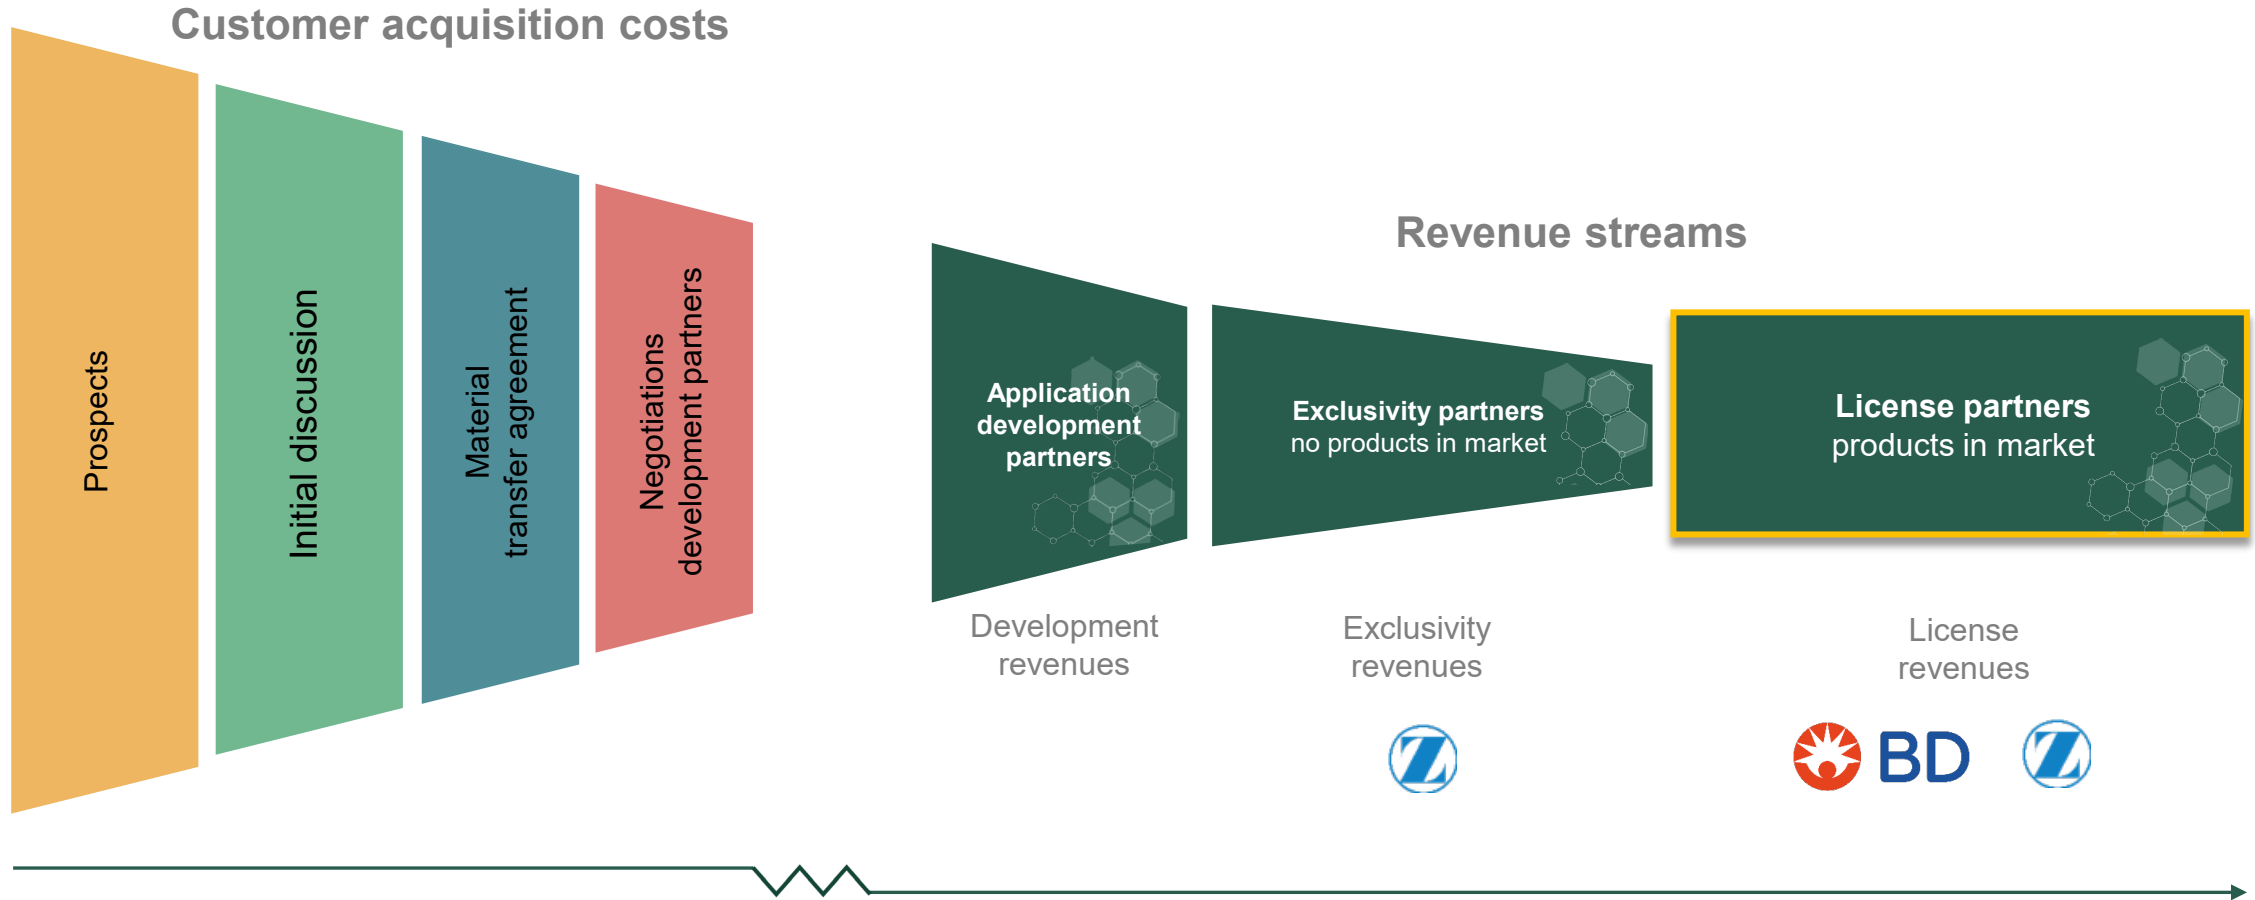 Customer acquisition costs
Prospects
Initial discussion
Material
transfer agreement
Negotiations
development partners
Revenue streams
Application
development
partners
Exclusivity partners
no products in market
License partners
products in market
Development
revenues
Exclusivity
revenues
License
revenues
Z
BD
Z